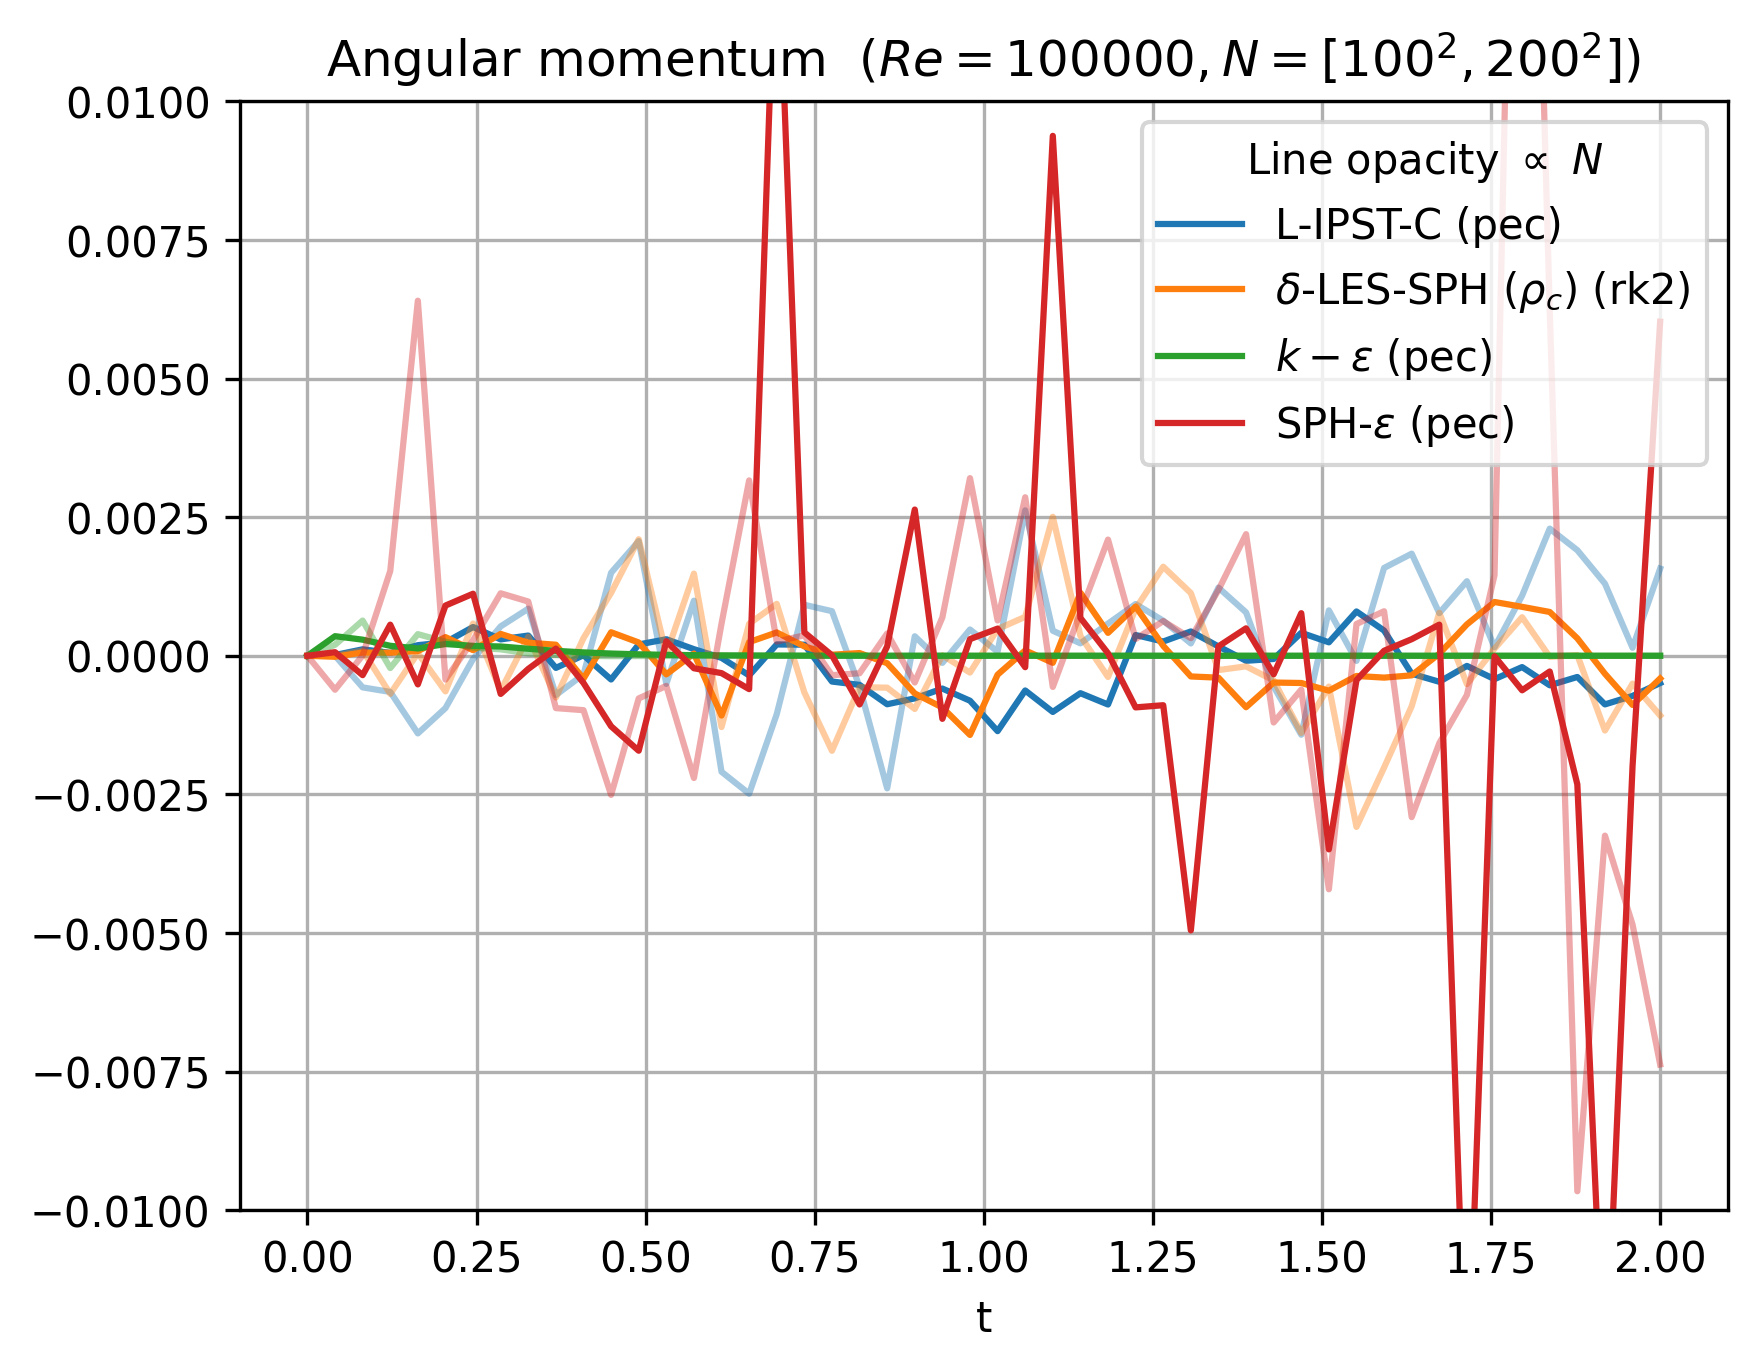 Angular momentum (Re = 100000, N = [100², 200²])
0.0100
0.0075
0.0050
0.0025
0.0000
−0.0025
−0.0050
−0.0075
−0.0100
Line opacity ∝ N
L-IPST-C (pec)
δ-LES-SPH (ρ_c) (rk2)
k − ε (pec)
SPH-ε (pec)
0.00 0.25 0.50 0.75 1.00 1.25 1.50 1.75 2.00
t